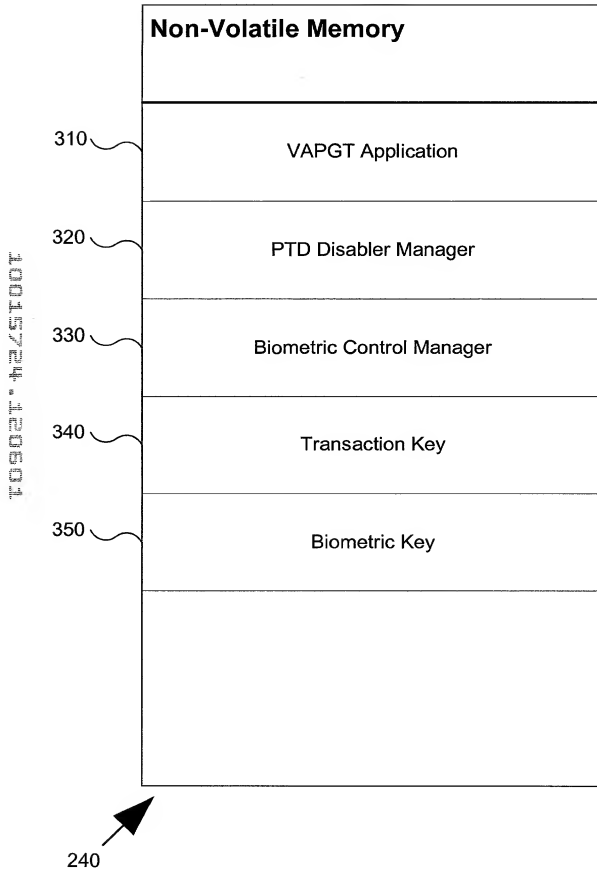 Non-Volatile Memory
310
VAPGT Application
320
PTD Disabler Manager
330
Biometric Control Manager
340
Transaction Key
350
Biometric Key
240
10015724.120601